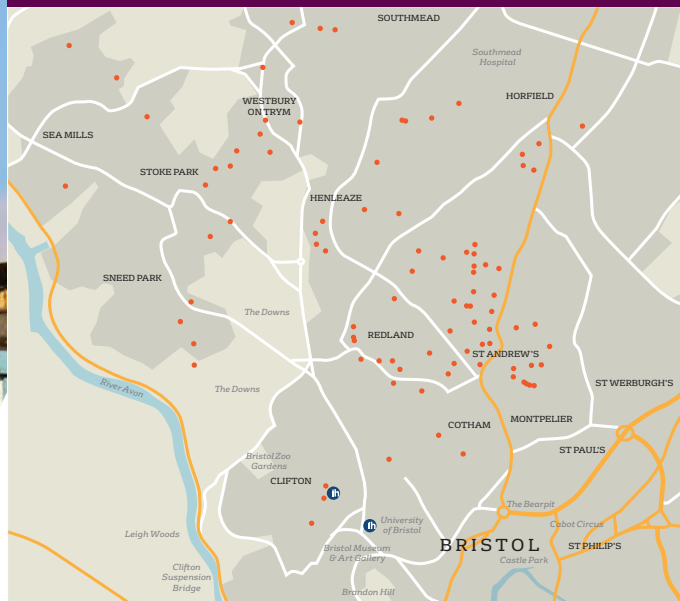 SOUTHMEAD
Southmead
Hospital
HORFIELD
WESTBURY
ON TRYM
SEA MILLS
STOKE PARK
HENLEAZE
SNEED PARK
The Downs
REDLAND
ST ANDREW'S
The Downs
River Avon
ST WERBURGH'S
MONTPELIER
COTHAM
ST PAUL'S
Bristol Zoo
Gardens
CLIFTON
lh
lh
The Bearpit
University
of Bristol
Cabot Circus
Leigh Woods
BRISTOL
ST PHILIP'S
Bristol Museum
& Art Gallery
Castle Park
Clifton
Suspension
Bridge
Brandon Hill